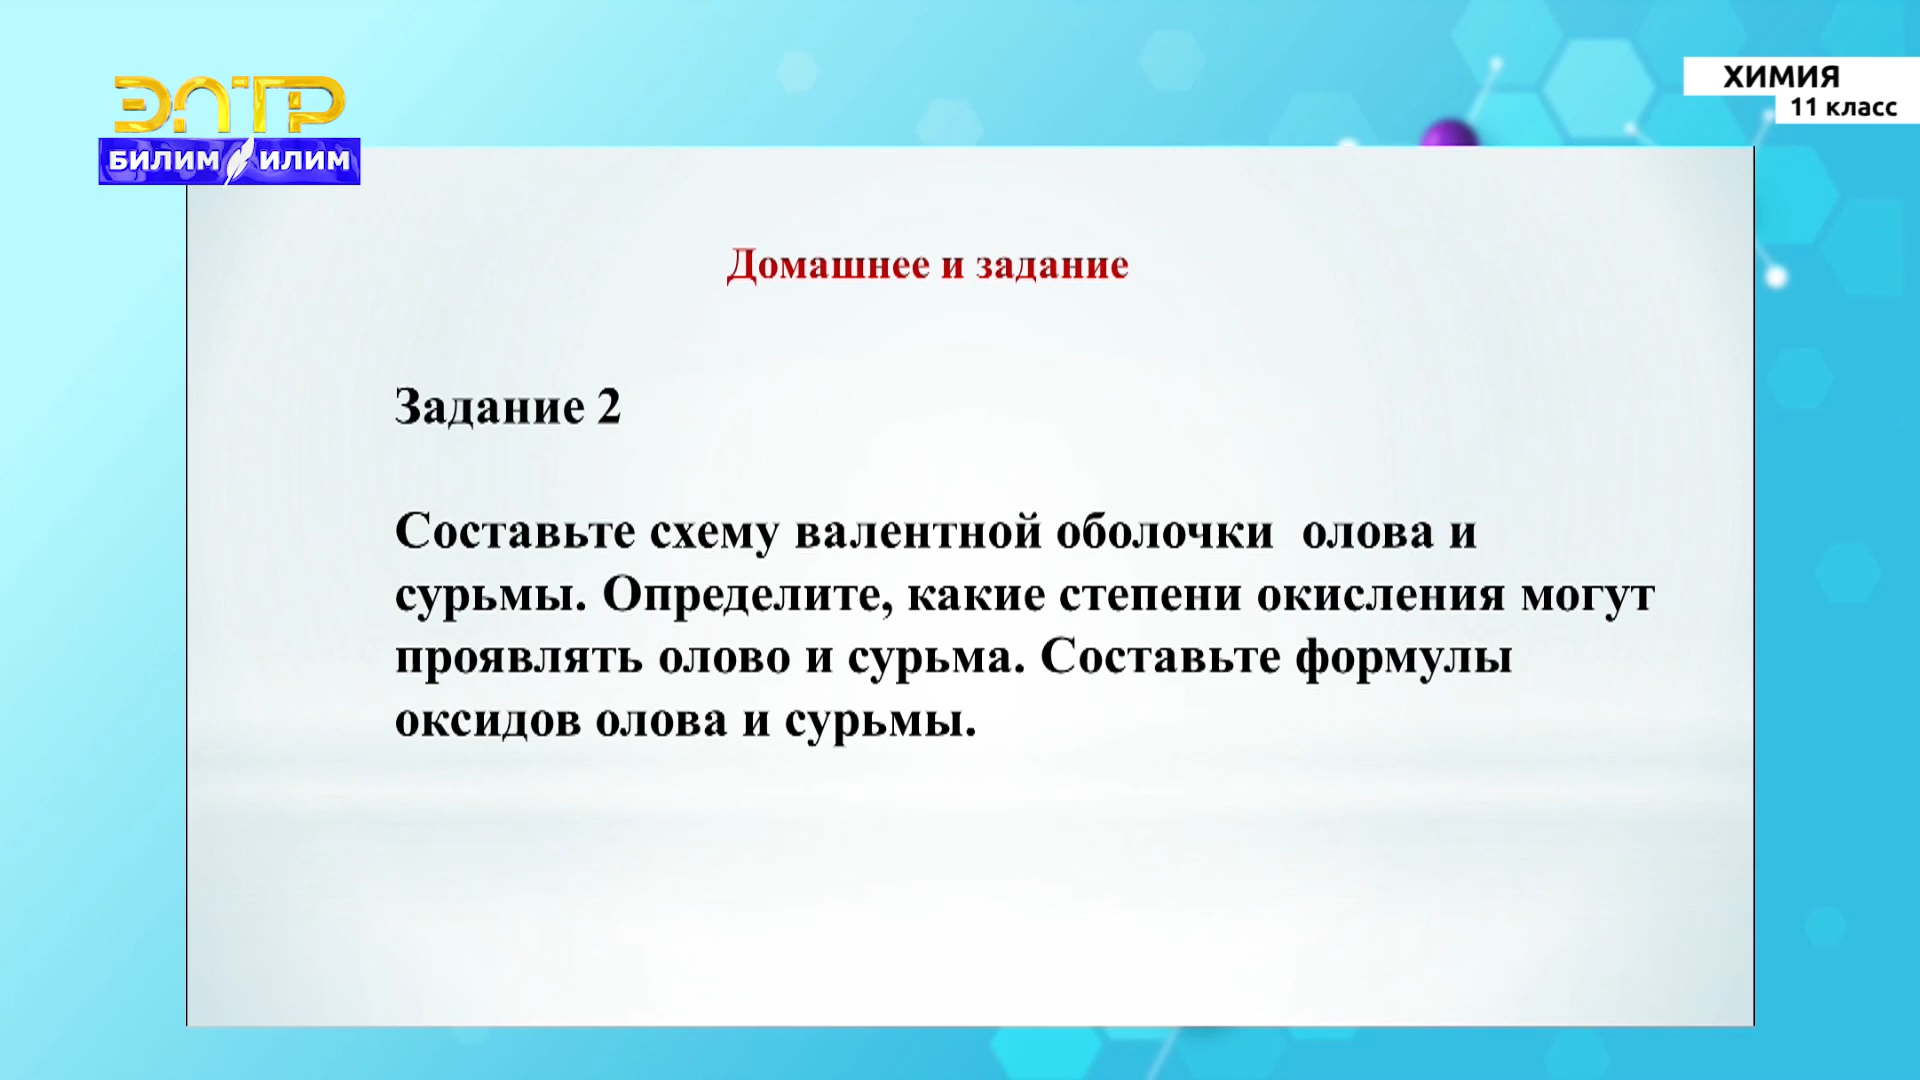 ЭЛТР
БИЛИМ ИЛИМ
ХИМИЯ
11 класс
Домашнее и задание
Задание 2
Составьте схему валентной оболочки олова и
сурьмы. Определите, какие степени окисления могут
проявлять олово и сурьма. Составьте формулы
оксидов олова и сурьмы.